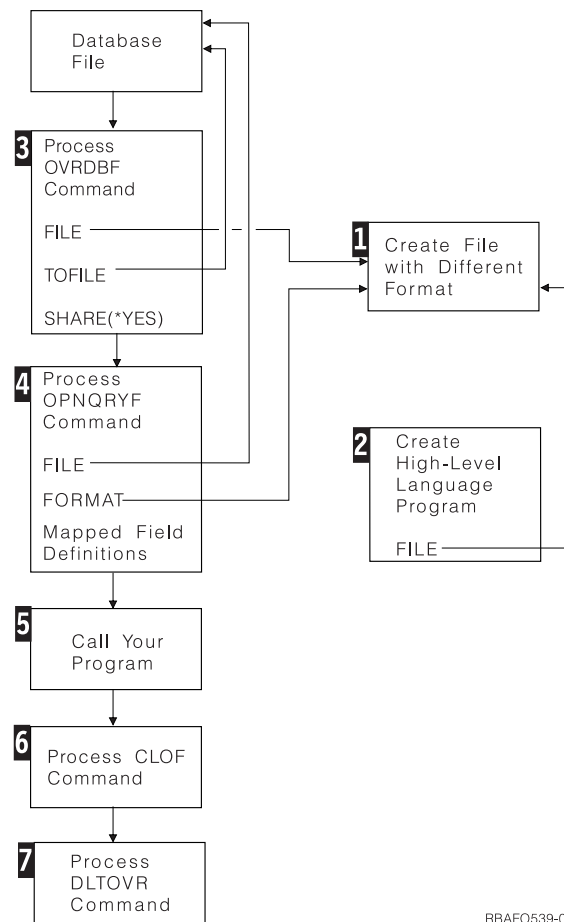 Database
File
3
Process
OVRDBF
Command
FILE
TOFILE
SHARE(*YES)
1
Create File
with Different
Format
4
Process
OPNQRYF
Command
FILE
FORMAT
Mapped Field
Definitions
2
Create
High-Level
Language
Program
FILE
5
Call Your
Program
6
Process CLOF
Command
7
Process
DLTOVR
Command
RBAFO539-0